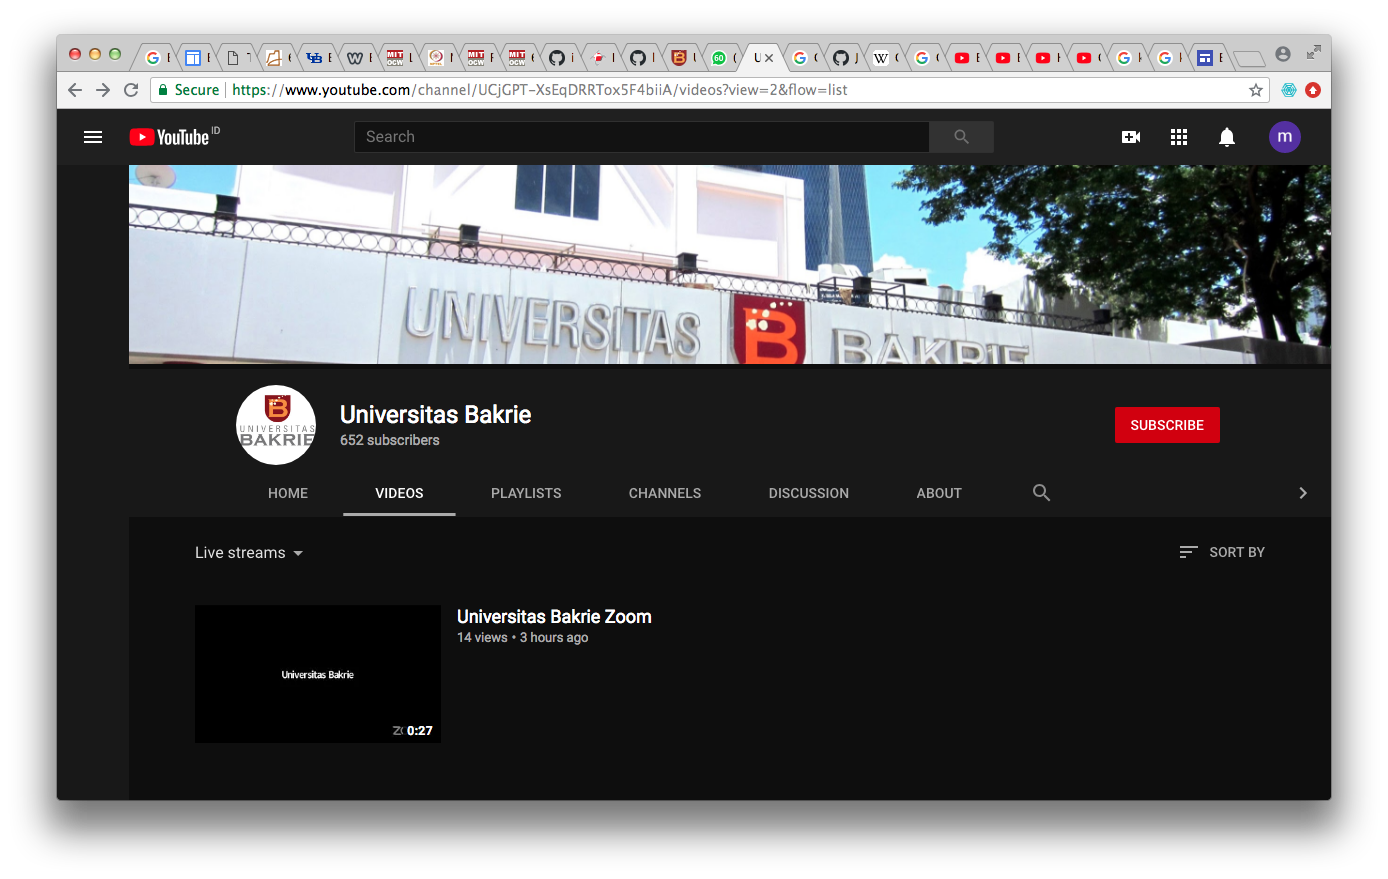 Secure https://www.youtube.com/channel/UCjGPT-XsEqDRRTox5F4biiA/videos?view=2&flow=list
YouTube ID
Search
m
UNIVERSITAS B BAKRIE
B
UNIVERSITAS
BAKRIE
Universitas Bakrie
652 subscribers
SUBSCRIBE
HOME VIDEOS PLAYLISTS CHANNELS DISCUSSION ABOUT
Live streams
SORT BY
Universitas Bakrie
0:27
Universitas Bakrie Zoom
14 views • 3 hours ago